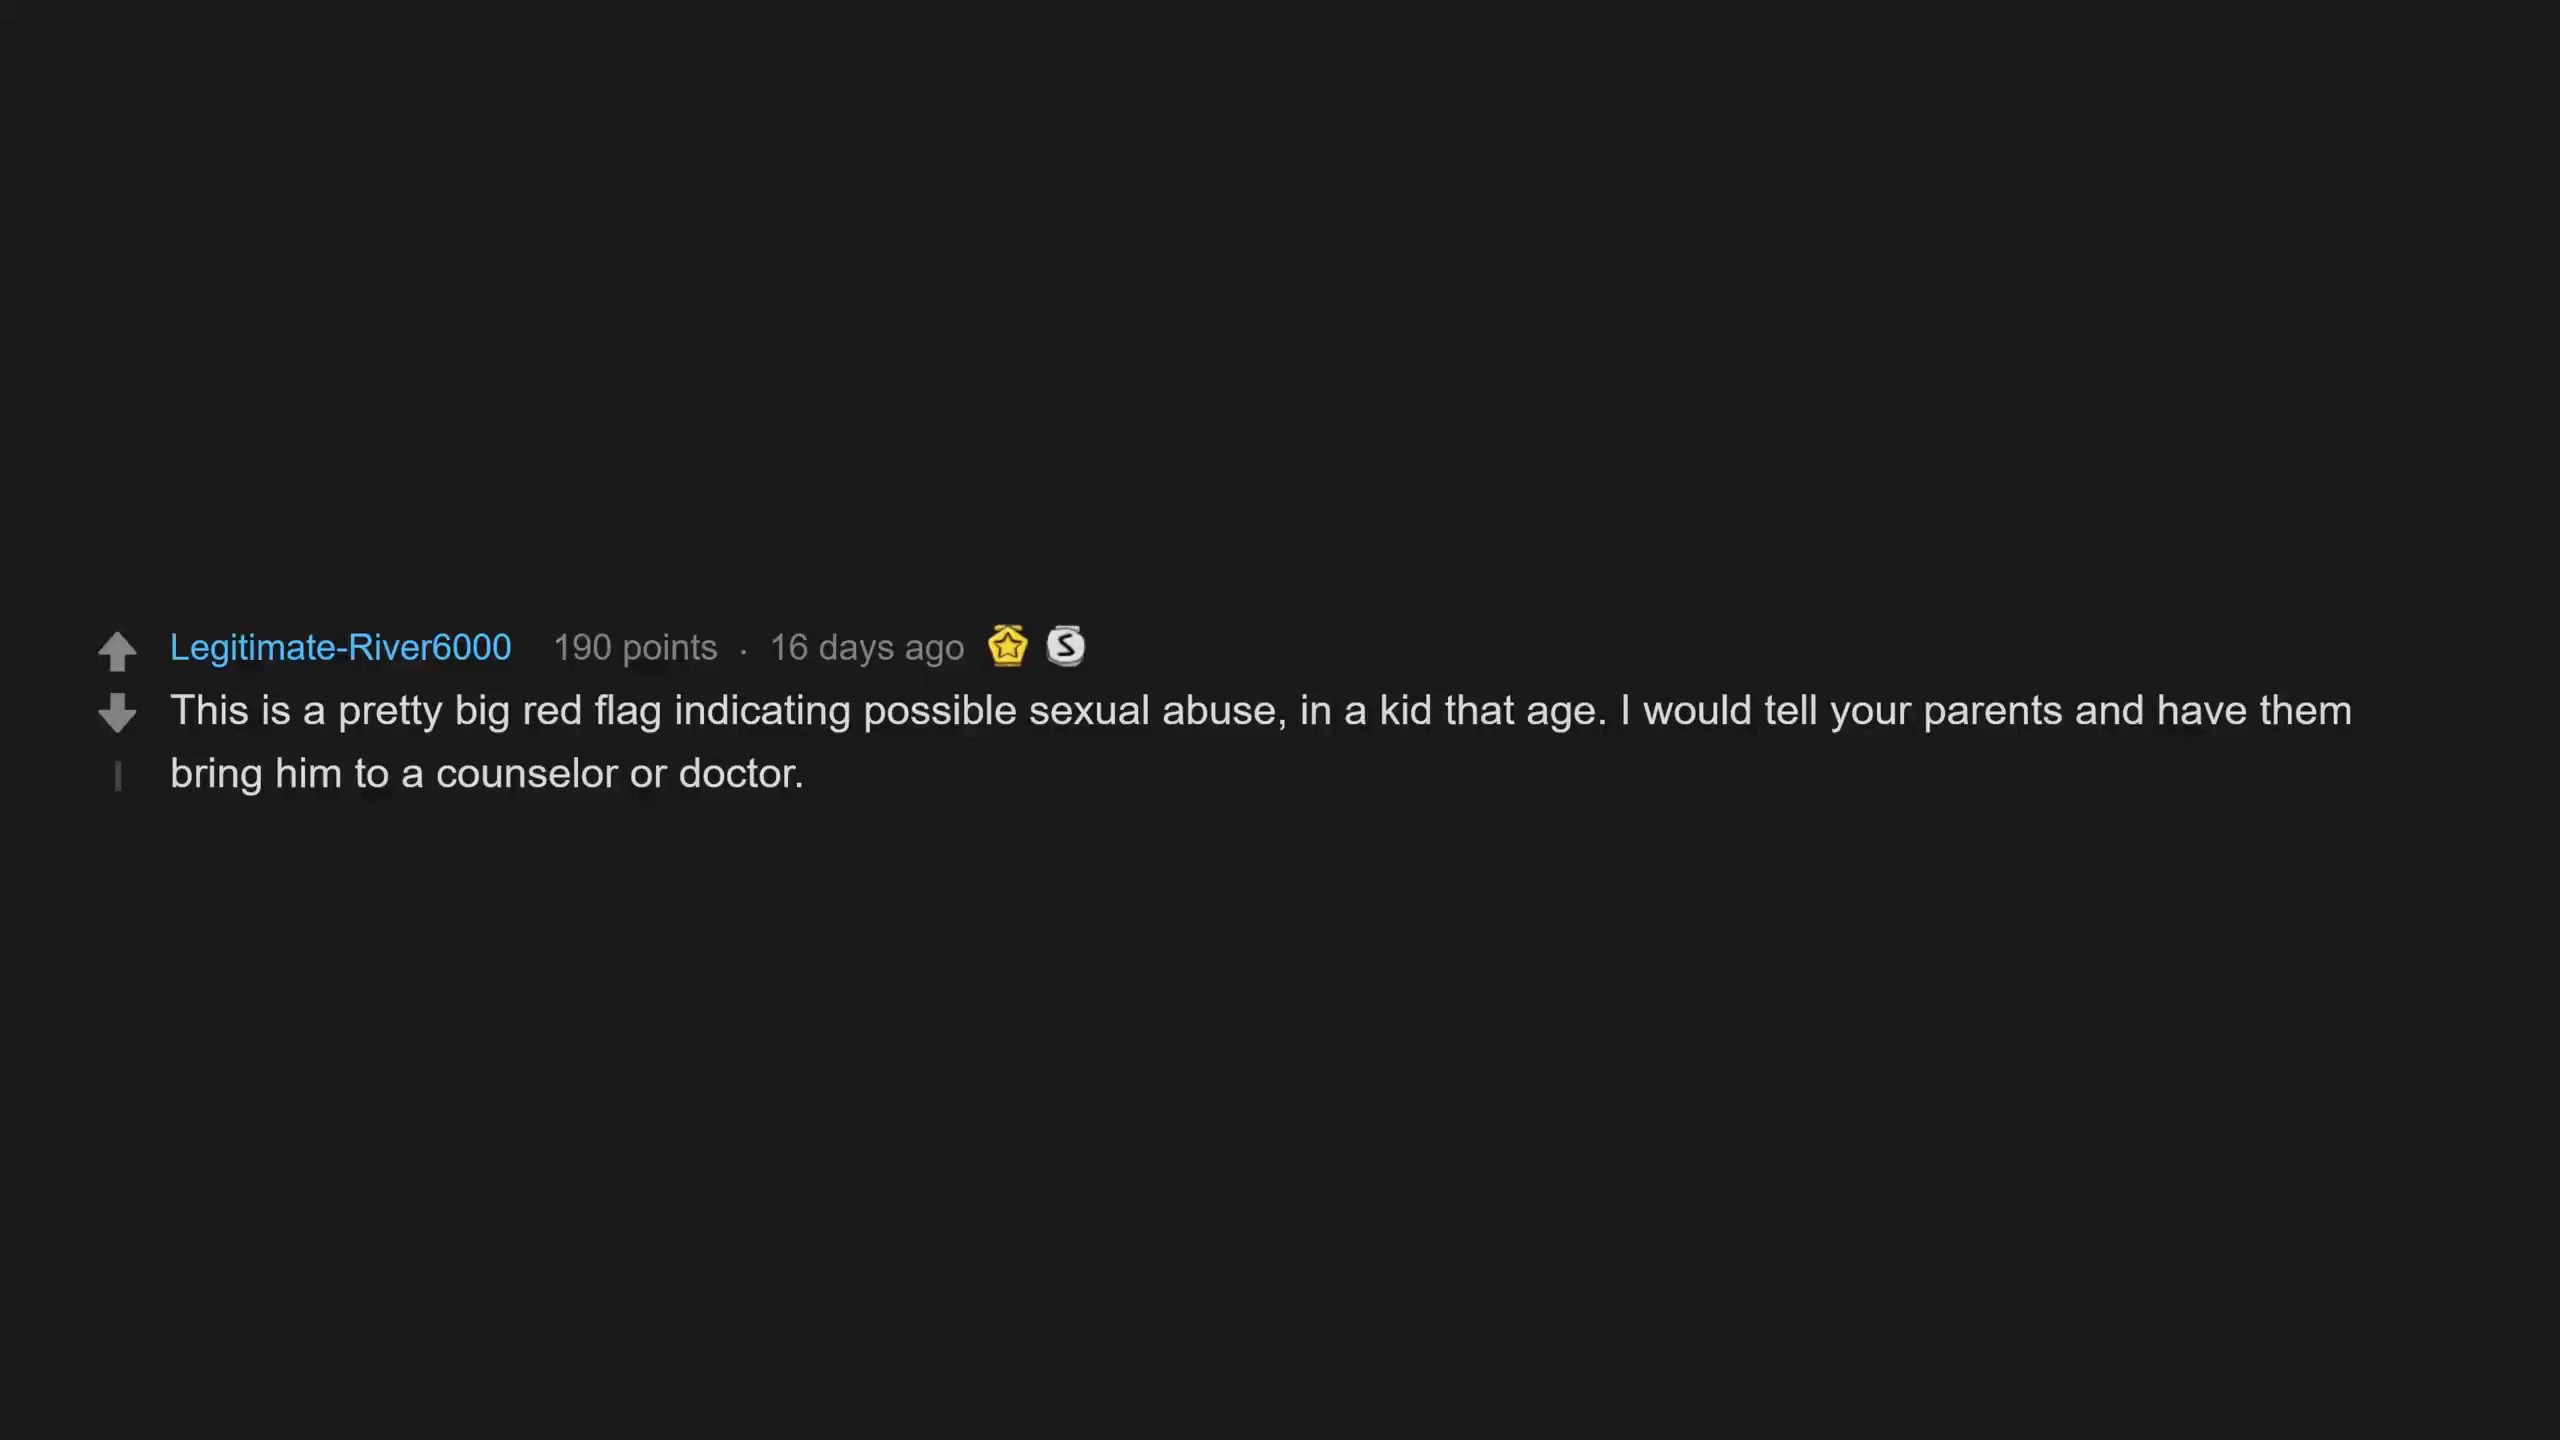 Legitimate-River6000 190 points · 16 days ago S
This is a pretty big red flag indicating possible sexual abuse, in a kid that age. I would tell your parents and have them
bring him to a counselor or doctor.